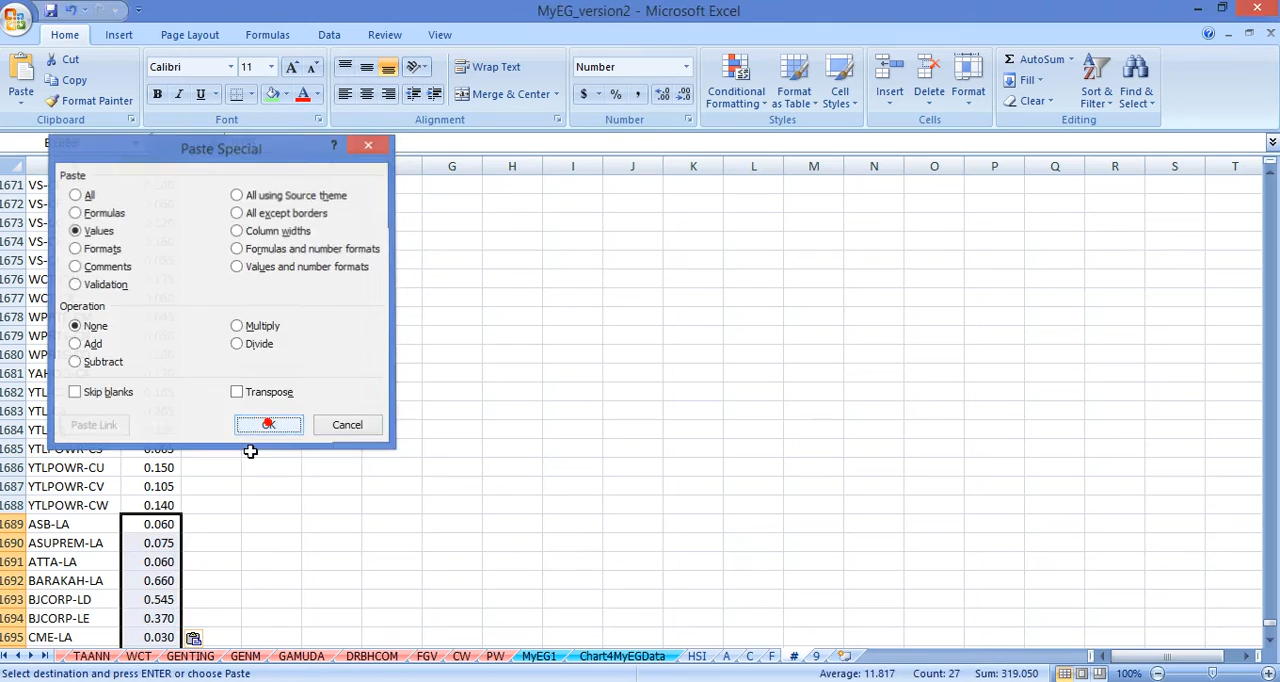 MyEG_version2 - Microsoft Excel
Home Insert Page Layout Formulas Data Review View
Paste
Cut
Copy
Format Painter
Clipboard
Calibri 11
B I U
Font
Wrap Text
Merge & Center
Alignment
Number
$ % ,
Number
Conditional Formatting
Format as Table
Cell Styles
Styles
Insert Delete Format
Cells
AutoSum
Fill
Clear
Sort & Filter
Find & Select
Editing
Paste Special
?
G H I J K L M N O P Q R S T
Paste
All
All using Source theme
Formulas
All except borders
Values
Column widths
Formats
Formulas and number formats
Comments
Values and number formats
Validation
Operation
None
Multiply
Add
Divide
Subtract
Skip blanks
Transpose
Paste Link
OK
Cancel
1671 VS-
1672 VS-
1673 VS-
1674 VS-
1675 VS-
1676 WC
1677 WC
1678 WP
1679 WP
1680 WP
1681 YAH
1682 YTL
1683 YTL
1684 YTL
1685 YTLPOWR-CS
1686 YTLPOWR-CU 0.150
1687 YTLPOWR-CV 0.105
1688 YTLPOWR-CW 0.140
1689 ASB-LA 0.060
1690 ASUPREM-LA 0.075
1691 ATTA-LA 0.060
1692 BARAKAH-LA 0.660
1693 BJCORP-LD 0.545
1694 BJCORP-LE 0.370
1695 CME-LA 0.030
TAANN WCT GENTING GENM GAMUDA DRBHCOM FGV CW PW MyEG1 Chart4MyEGData HSI A C F # 9
Select destination and press ENTER or choose Paste
Average: 11.817 Count: 27 Sum: 319.050
100%